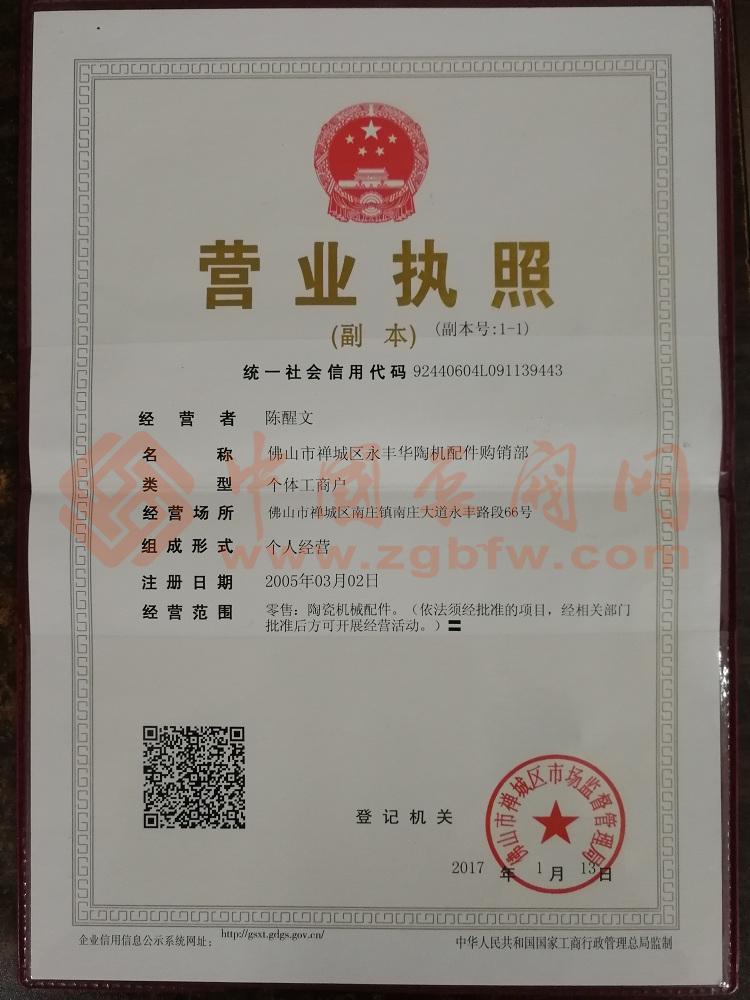 营业执照
(副 本) (副本号:1-1)
统一社会信用代码 92440604L091139443
经营者 陈醒文
名称 佛山市禅城区永丰华陶机配件购销部
类型 个体工商户
经营场所 佛山市禅城区南庄镇南庄大道永丰路段66号
组成形式 个人经营
注册日期 2005年03月02日
经营范围 零售：陶瓷机械配件。（依法须经批准的项目，经相关部门
批准后方可开展经营活动。）
中国泵阀网
www.zgbfw.com
登记机关
佛山市禅城区市场监督管理局
2017 年 1 月 13 日
企业信用信息公示系统网址： http://gsxt.gdgs.gov.cn/
中华人民共和国国家工商行政管理总局监制